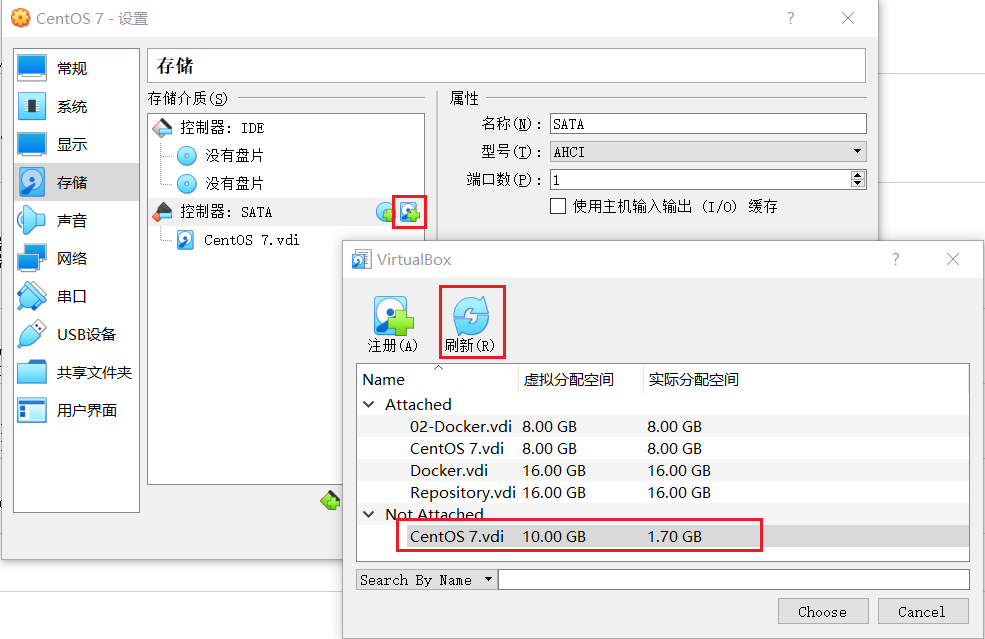 CentOS 7 - 设置
常规
系统
显示
存储
声音
网络
串口
USB设备
共享文件夹
用户界面
存储
存储介质(S)
控制器: IDE
没有盘片
没有盘片
控制器: SATA
CentOS 7.vdi
属性
名称(N): SATA
型号(T): AHCI
端口数(P): 1
使用主机输入输出 (I/O) 缓存
VirtualBox
注册(A) 刷新(R)
Name 虚拟分配空间 实际分配空间
Attached
02-Docker.vdi 8.00 GB 8.00 GB
CentOS 7.vdi 8.00 GB 8.00 GB
Docker.vdi 16.00 GB 16.00 GB
Repository.vdi 16.00 GB 16.00 GB
Not Attached
CentOS 7.vdi 10.00 GB 1.70 GB
Search By Name
Choose Cancel